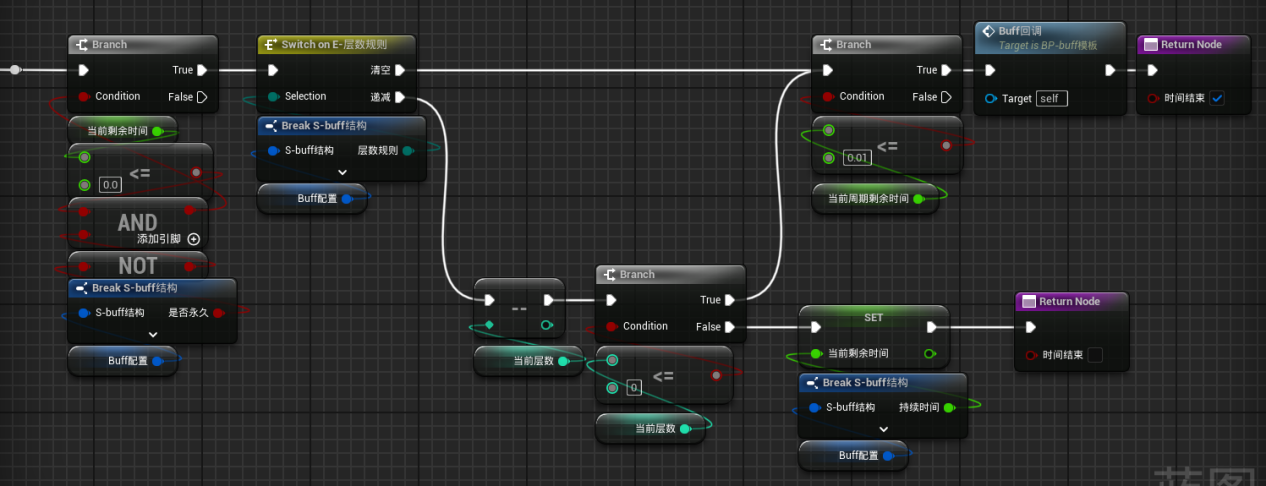 Branch
True
Condition
False
当前剩余时间
<=
0.0
AND
添加引脚
NOT
Break S-buff结构
S-buff结构
是否永久
Buff配置
Switch on E-层数规则
清空
Selection
递减
Break S-buff结构
S-buff结构
层数规则
Buff配置
--
当前层数
Branch
True
Condition
False
<=
0
当前层数
Branch
True
Condition
False
<=
0.01
当前周期剩余时间
Buff回调
Target is BP-buff模板
Target
self
Return Node
时间结束
SET
当前剩余时间
Break S-buff结构
S-buff结构
持续时间
Buff配置
Return Node
时间结束
蓝图